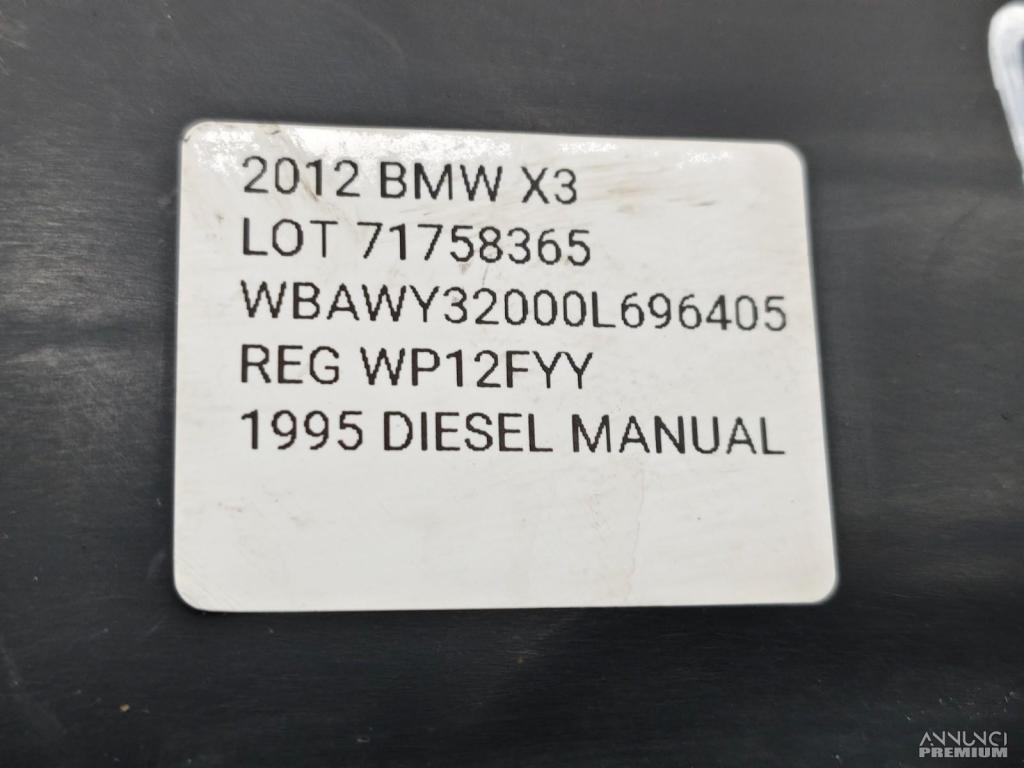 2012 BMW X3
LOT 71758365
WBAWY32000L696405
REG WP12FYY
1995 DIESEL MANUAL
ANNUNCI
PREMIUM